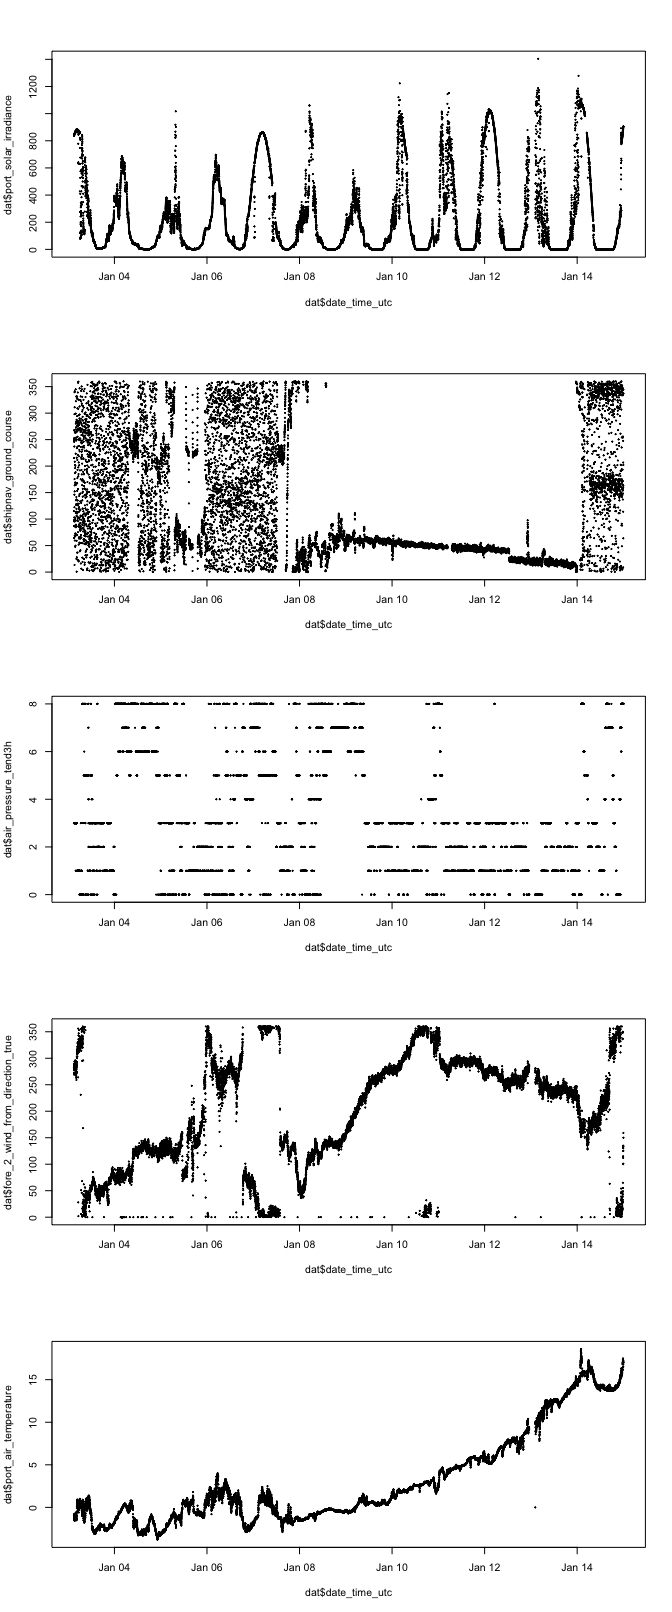 dat$port_solar_irradiance
0 200 400 600 800 1200
Jan 04 Jan 06 Jan 08 Jan 10 Jan 12 Jan 14
dat$date_time_utc
dat$shipnav_ground_course
0 50 100 150 200 250 300 350
Jan 04 Jan 06 Jan 08 Jan 10 Jan 12 Jan 14
dat$date_time_utc
dat$air_pressure_tend3h
0 2 4 6 8
Jan 04 Jan 06 Jan 08 Jan 10 Jan 12 Jan 14
dat$date_time_utc
dat$fore_2_wind_from_direction_true
0 50 100 150 200 250 300 350
Jan 04 Jan 06 Jan 08 Jan 10 Jan 12 Jan 14
dat$date_time_utc
dat$port_air_temperature
0 5 10 15
Jan 04 Jan 06 Jan 08 Jan 10 Jan 12 Jan 14
dat$date_time_utc